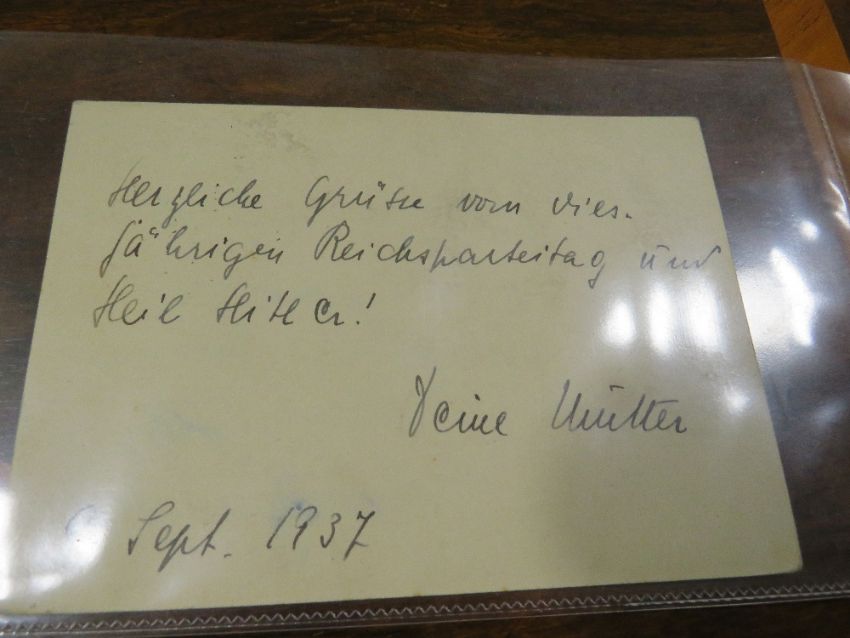 Herzliche Grüsse vom dies-
jährigen Reichsparteitag und
Heil Hitler!
Deine Mutter
Sept. 1937